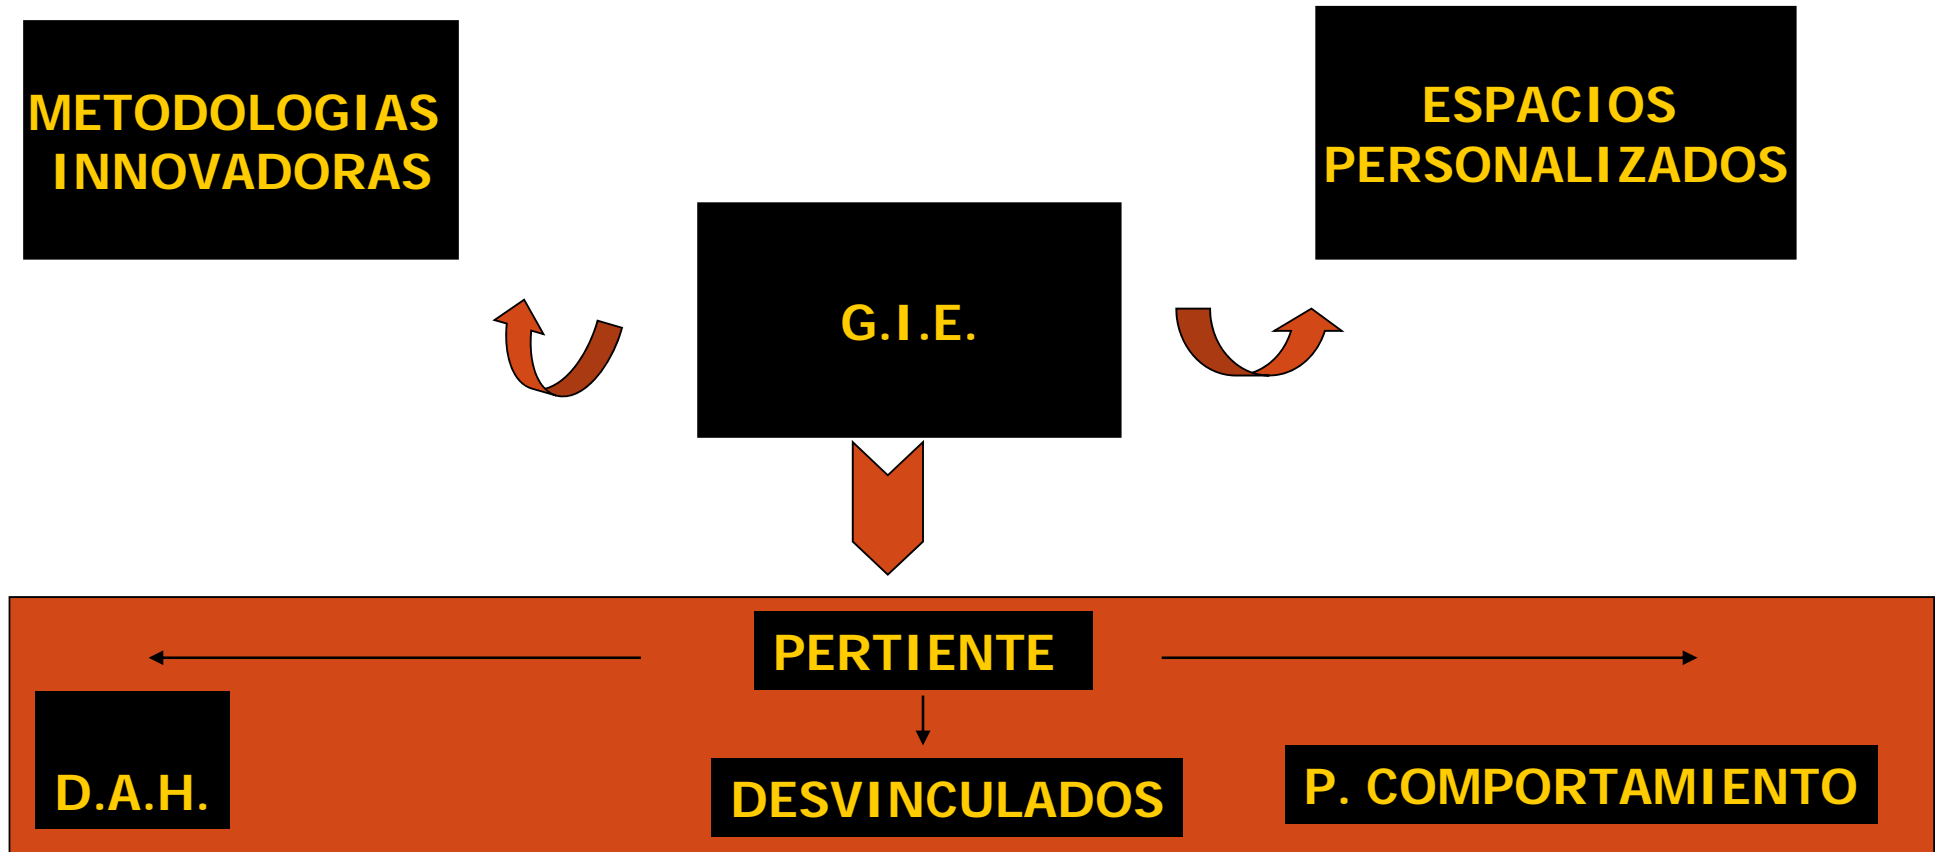 METODOLOGIAS
INNOVADORAS
ESPACIOS
PERSONALIZADOS
G.I.E.
PERTIENTE
D.A.H.
DESVINCULADOS
P. COMPORTAMIENTO